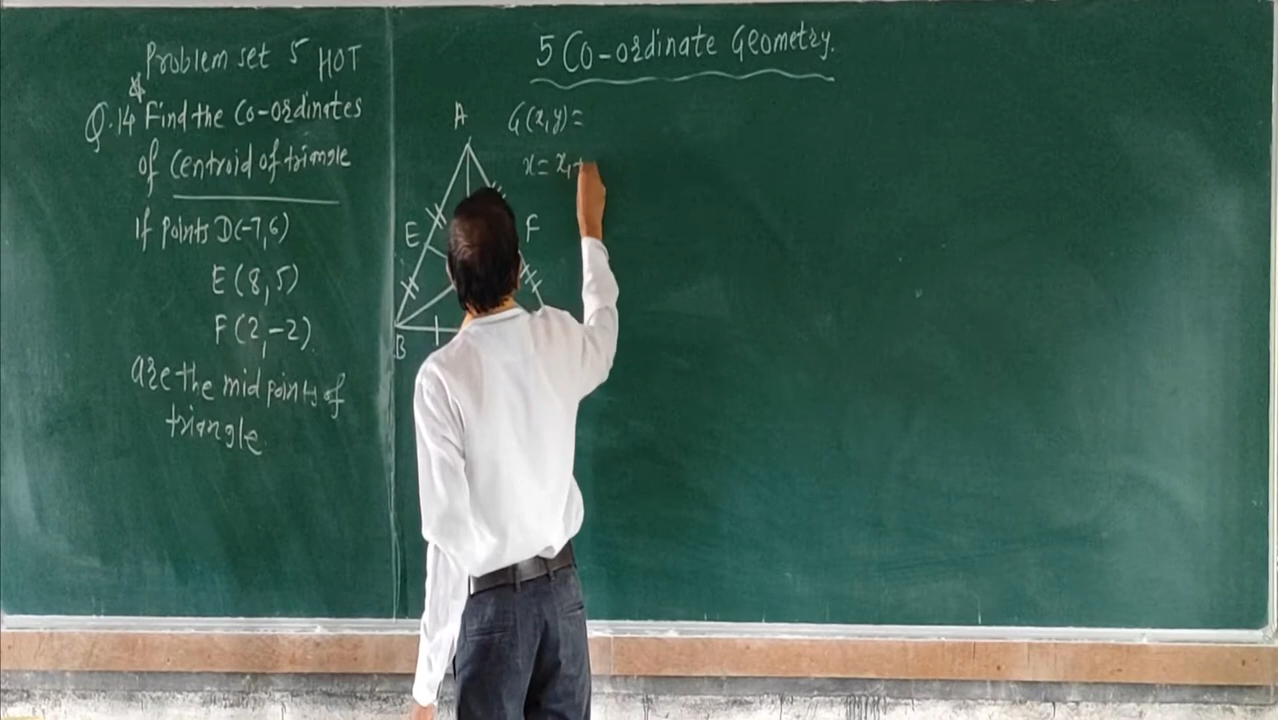 Problem set 5 HOT
Q.14 Find the Co-ordinates
of Centroid of triangle
If points D(-7,6)
E (8, 5)
F (2, -2)
are the mid points of
triangle.
5 Co-ordinate Geometry.
A
E
F
B
G(x,y) =
x = x₁ +